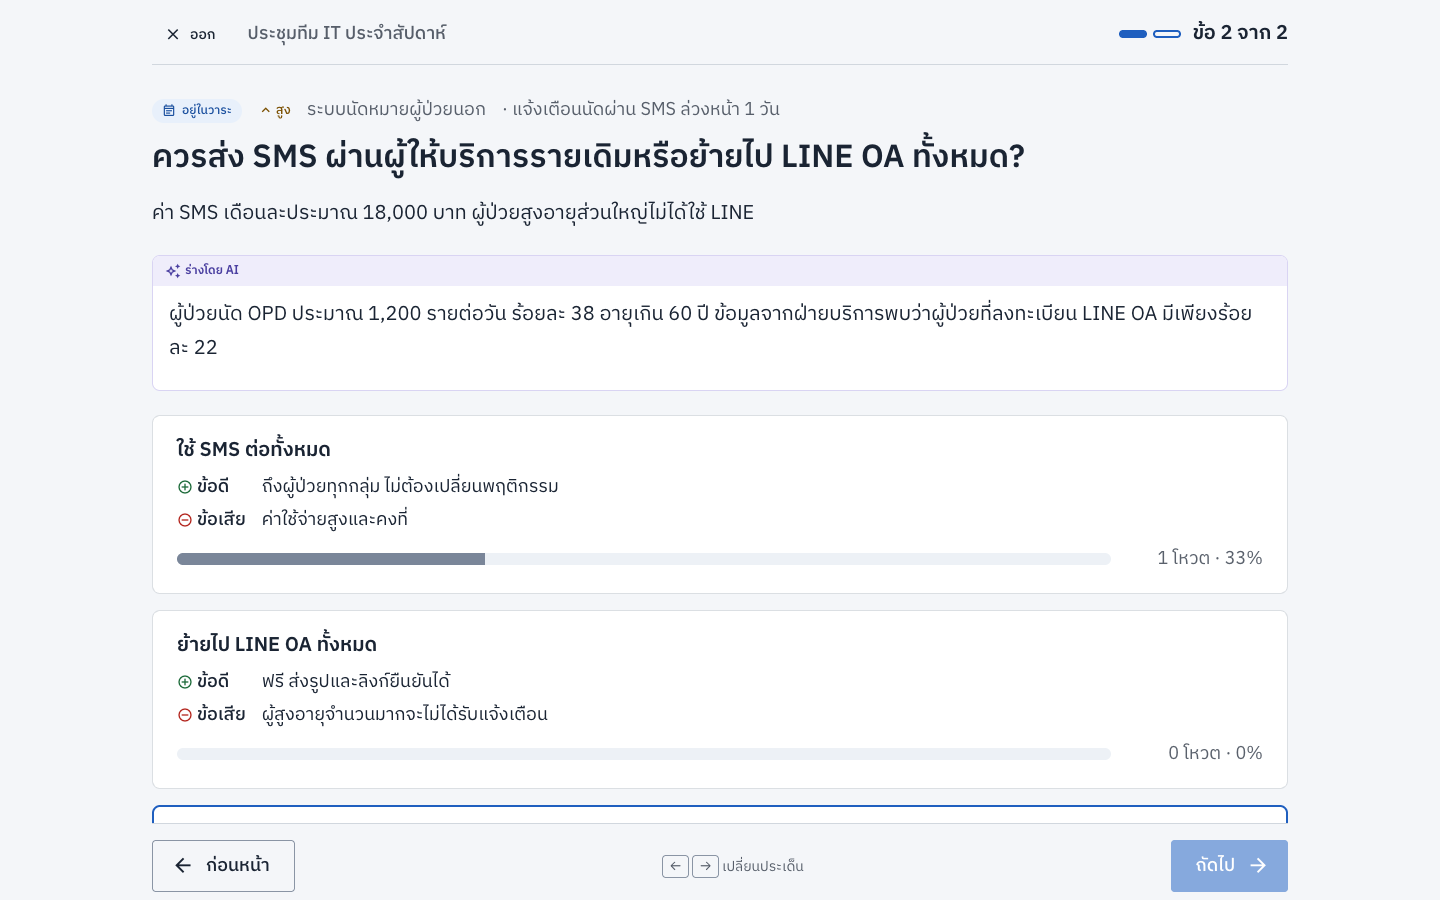 ออก
ประชุมทีม IT ประจำสัปดาห์
ข้อ 2 จาก 2
อยู่ในวาระ
สูง
ระบบนัดหมายผู้ป่วยนอก · แจ้งเตือนนัดผ่าน SMS ล่วงหน้า 1 วัน
ควรส่ง SMS ผ่านผู้ให้บริการรายเดิมหรือย้ายไป LINE OA ทั้งหมด?
ค่า SMS เดือนละประมาณ 18,000 บาท ผู้ป่วยสูงอายุส่วนใหญ่ไม่ได้ใช้ LINE
ร่างโดย AI
ผู้ป่วยนัด OPD ประมาณ 1,200 รายต่อวัน ร้อยละ 38 อายุเกิน 60 ปี ข้อมูลจากฝ่ายบริการพบว่าผู้ป่วยที่ลงทะเบียน LINE OA มีเพียงร้อย
ละ 22
ใช้ SMS ต่อทั้งหมด
ข้อดี ถึงผู้ป่วยทุกกลุ่ม ไม่ต้องเปลี่ยนพฤติกรรม
ข้อเสีย ค่าใช้จ่ายสูงและคงที่
1 โหวต · 33%
ย้ายไป LINE OA ทั้งหมด
ข้อดี ฟรี ส่งรูปและลิงก์ยืนยันได้
ข้อเสีย ผู้สูงอายุจำนวนมากจะไม่ได้รับแจ้งเตือน
0 โหวต · 0%
ก่อนหน้า
เปลี่ยนประเด็น
ถัดไป